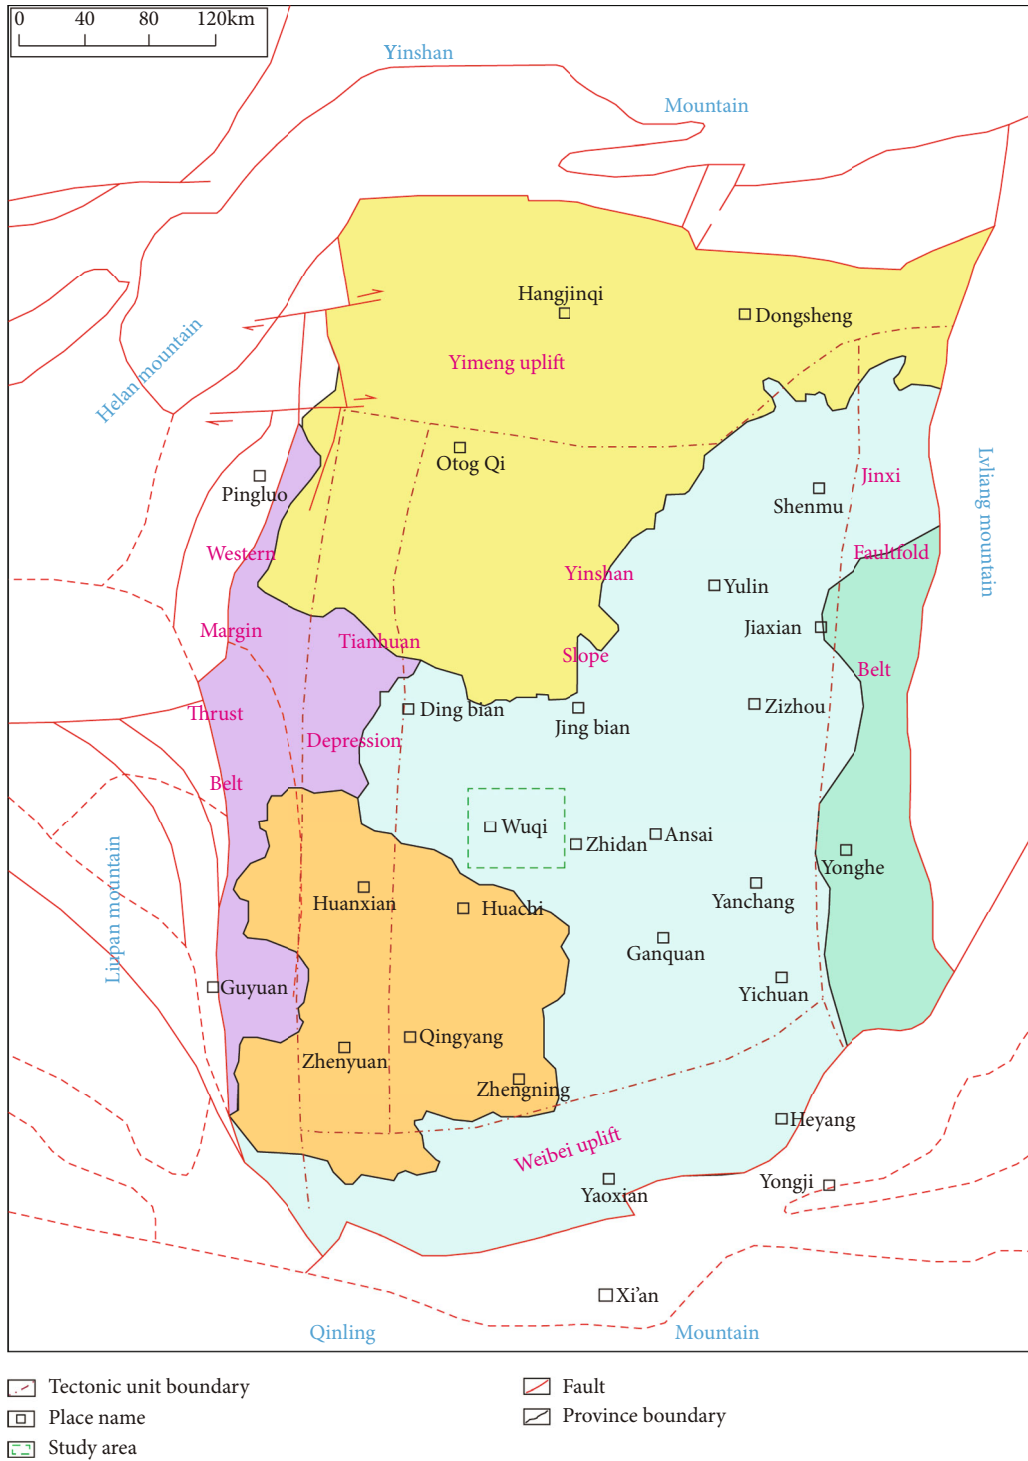 0 40 80 120km
Yinshan
Mountain
Hangjinqi
Dongsheng
Helan mountain
Yimeng uplift
Otog Qi
Pingluo
Jinxi
Shenmu
Lvliang mountain
Western
Faultfold
Yinshan
Yulin
Margin
Tianhuan
Jiaxian
Slope
Belt
Thrust
Ding bian
Jing bian
Zizhou
Depression
Belt
Wuqi
Zhidan
Ansai
Yonghe
Liupan mountain
Huanxian
Huachi
Yanchang
Ganquan
Guyuan
Yichuan
Zhenyuan
Qingyang
Zhengning
Heyang
Weibei uplift
Yaoxian
Yongji
Xi'an
Qinling
Mountain
Tectonic unit boundary
Fault
Place name
Province boundary
Study area